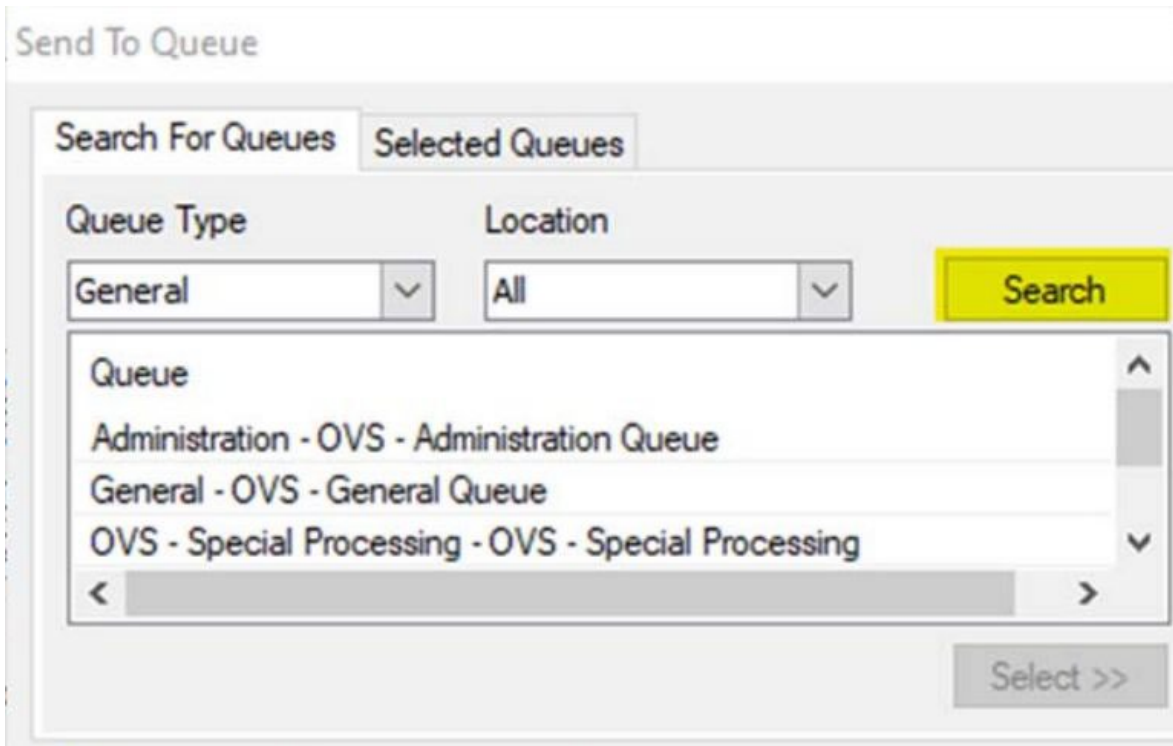 Send To Queue
Search For Queues Selected Queues
Queue Type Location
General All Search
Queue
Administration - OVS - Administration Queue
General - OVS - General Queue
OVS - Special Processing - OVS - Special Processing
Select >>